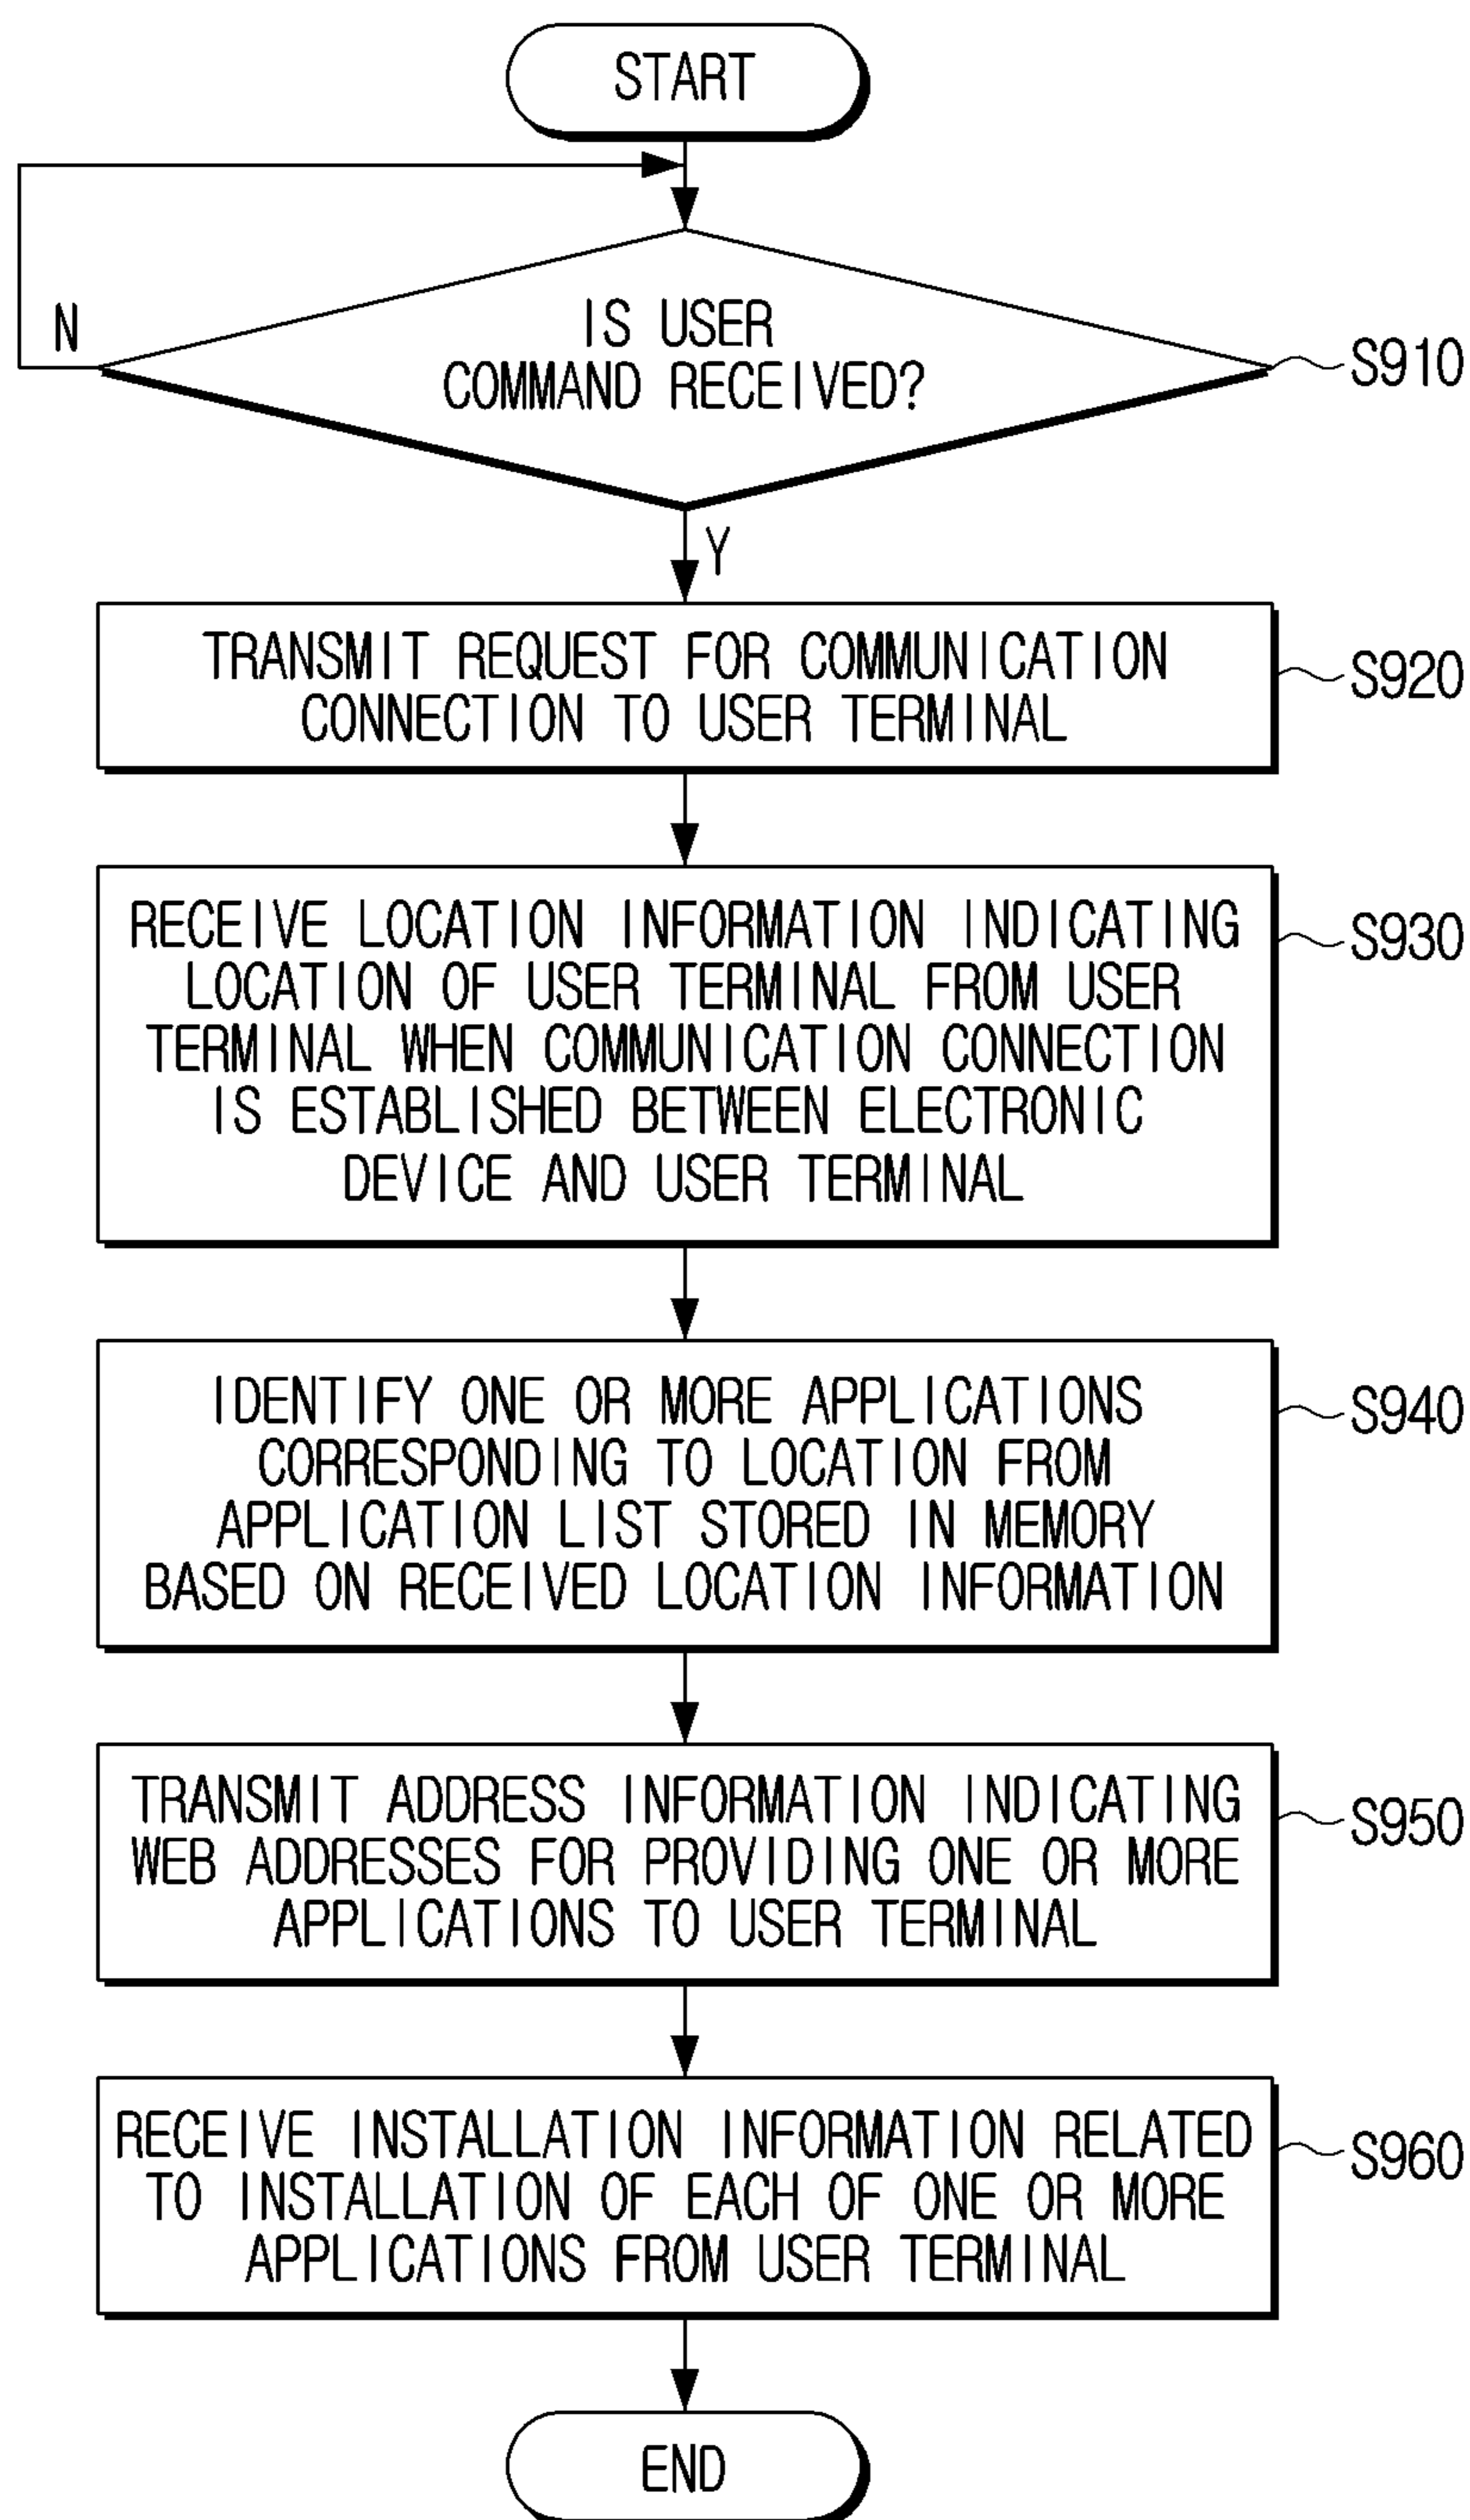 START
N
IS USER
COMMAND RECEIVED?
S910
Y
TRANSMIT REQUEST FOR COMMUNICATION
CONNECTION TO USER TERMINAL
S920
RECEIVE LOCATION INFORMATION INDICATING
LOCATION OF USER TERMINAL FROM USER
TERMINAL WHEN COMMUNICATION CONNECTION
IS ESTABLISHED BETWEEN ELECTRONIC
DEVICE AND USER TERMINAL
S930
IDENTIFY ONE OR MORE APPLICATIONS
CORRESPONDING TO LOCATION FROM
APPLICATION LIST STORED IN MEMORY
BASED ON RECEIVED LOCATION INFORMATION
S940
TRANSMIT ADDRESS INFORMATION INDICATING
WEB ADDRESSES FOR PROVIDING ONE OR MORE
APPLICATIONS TO USER TERMINAL
S950
RECEIVE INSTALLATION INFORMATION RELATED
TO INSTALLATION OF EACH OF ONE OR MORE
APPLICATIONS FROM USER TERMINAL
S960
END